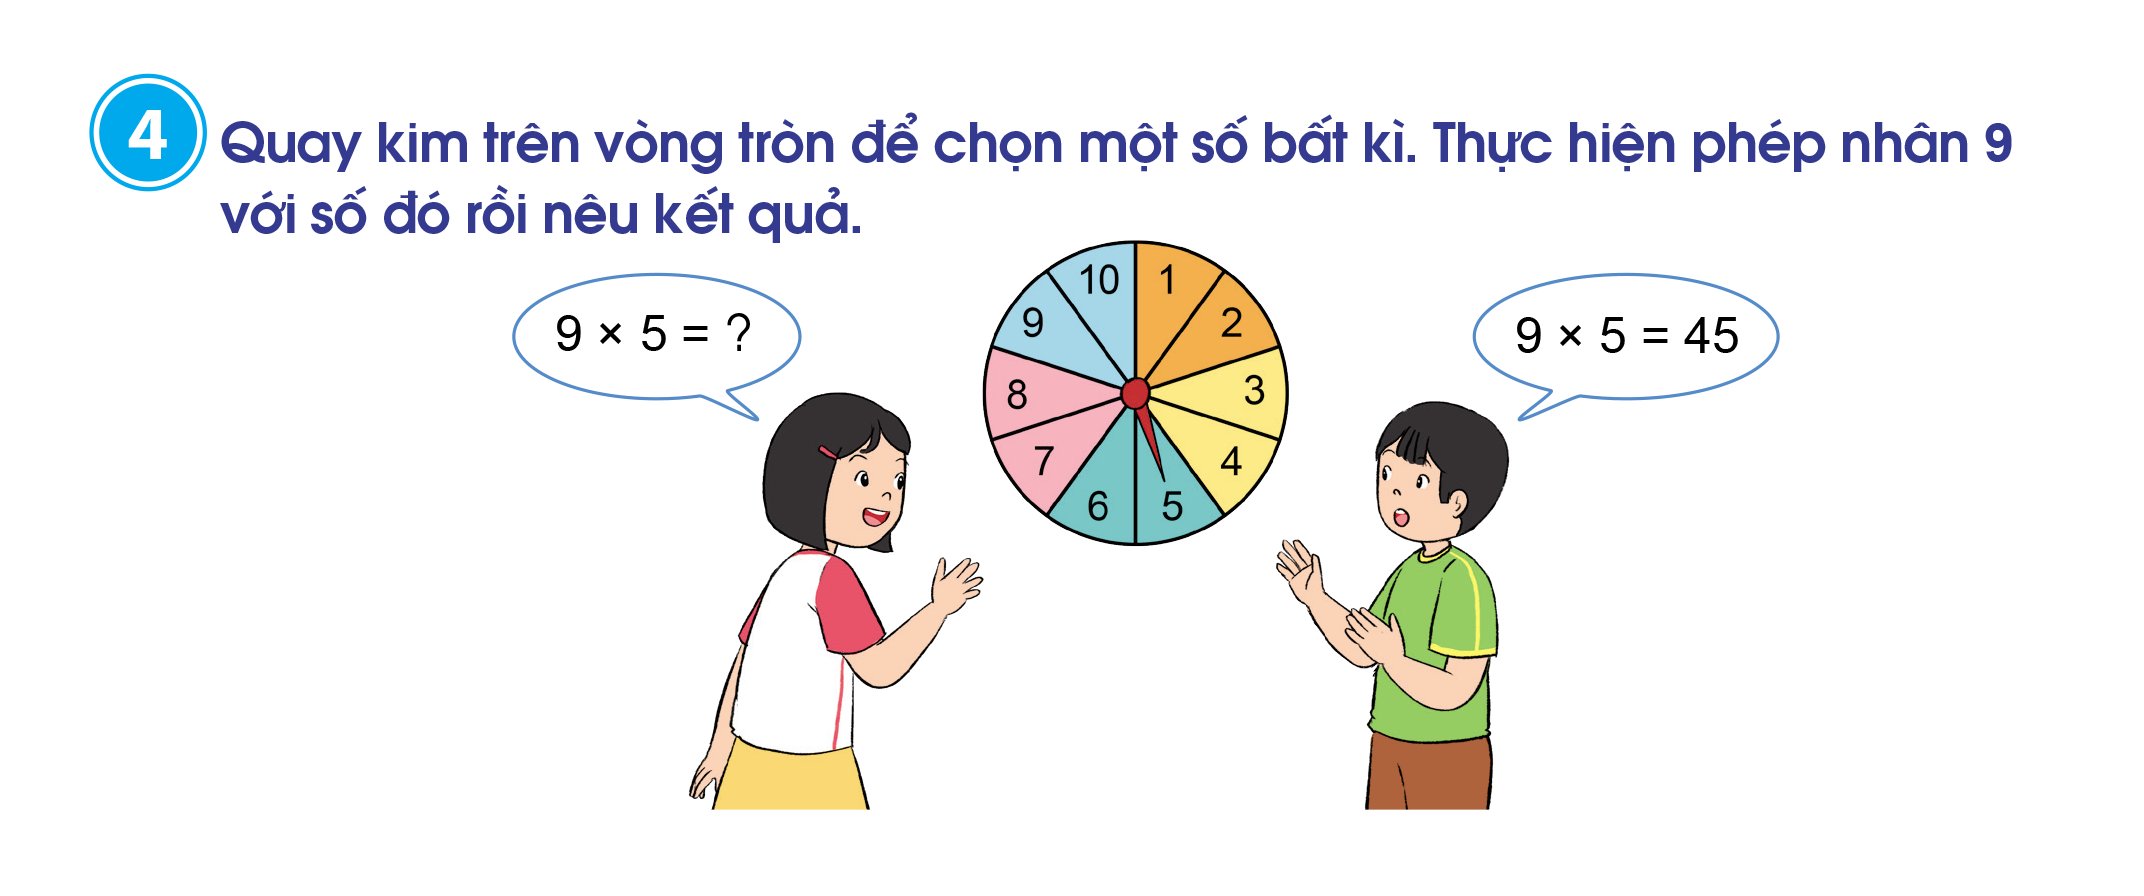 4
Quay kim trên vòng tròn để chọn một số bất kì. Thực hiện phép nhân 9
với số đó rồi nêu kết quả.
9 × 5 = ?
10
1
9
2
8
3
7
4
6
5
9 × 5 = 45